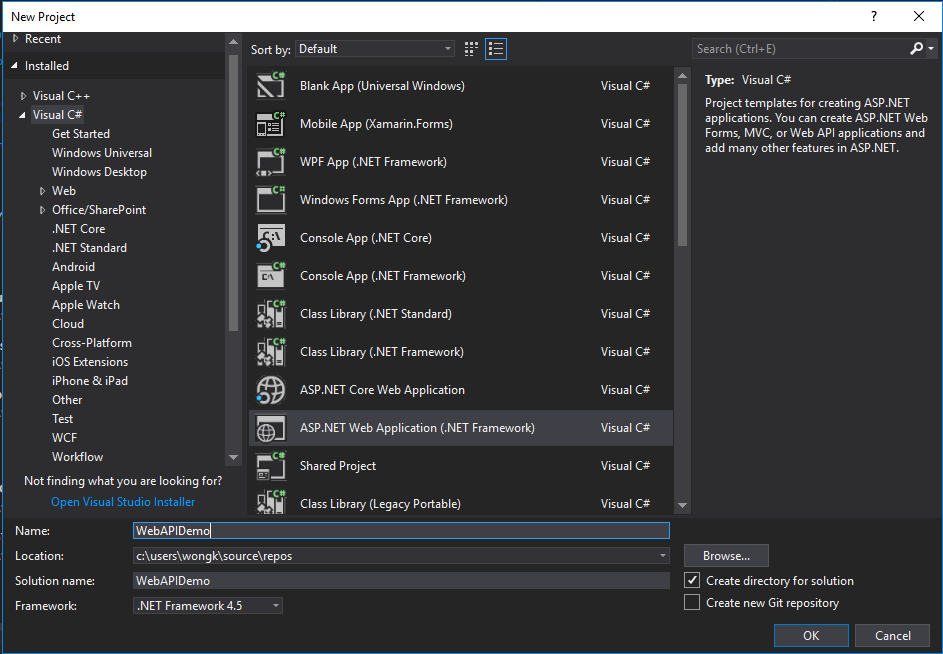 New Project
?
Recent
Installed
Visual C++
Visual C#
Get Started
Windows Universal
Windows Desktop
Web
Office/SharePoint
.NET Core
.NET Standard
Android
Apple TV
Apple Watch
Cloud
Cross-Platform
iOS Extensions
iPhone & iPad
Other
Test
WCF
Workflow
Not finding what you are looking for?
Open Visual Studio Installer
Sort by: Default
Blank App (Universal Windows) Visual C#
Mobile App (Xamarin.Forms) Visual C#
WPF App (.NET Framework) Visual C#
Windows Forms App (.NET Framework) Visual C#
Console App (.NET Core) Visual C#
Console App (.NET Framework) Visual C#
Class Library (.NET Standard) Visual C#
Class Library (.NET Framework) Visual C#
ASP.NET Core Web Application Visual C#
ASP.NET Web Application (.NET Framework) Visual C#
Shared Project Visual C#
Class Library (Legacy Portable) Visual C#
Search (Ctrl+E)
Type: Visual C#
Project templates for creating ASP.NET
applications. You can create ASP.NET Web
Forms, MVC, or Web API applications and
add many other features in ASP.NET.
Name: WebAPIDemo
Location: c:\users\wongk\source\repos
Browse...
Solution name: WebAPIDemo
Create directory for solution
Framework: .NET Framework 4.5
Create new Git repository
OK
Cancel